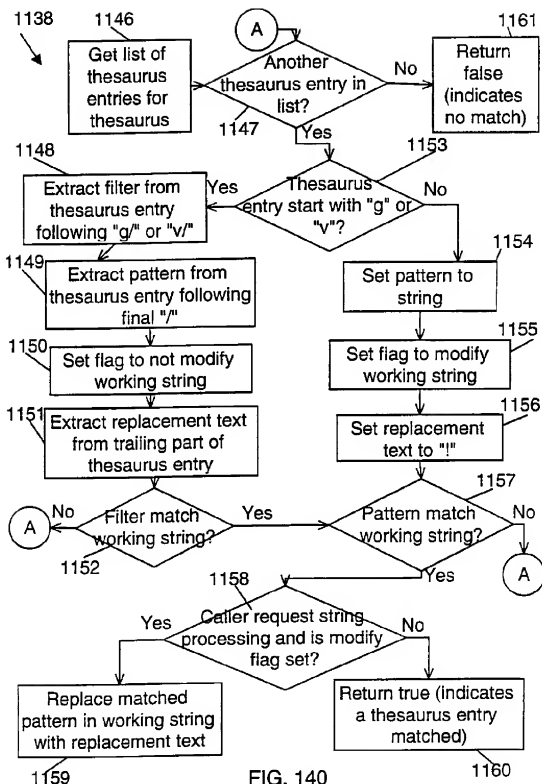 1138
1146
A
1161
Get list of
thesaurus
entries for
thesaurus
Another
thesaurus entry in
list?
No
Return
false
(indicates
no match)
1147
Yes
1153
1148
Extract filter from
thesaurus entry
following "g/" or "v/"
Yes
Thesaurus
entry start with "g" or
"v"?
No
1149
Extract pattern from
thesaurus entry following
final "/"
1154
Set pattern to
string
1150
Set flag to not modify
working string
1155
Set flag to modify
working string
1151
Extract replacement text
from trailing part of
thesaurus entry
1156
Set replacement
text to "!"
1157
A
No
Filter match
working string?
Yes
Pattern match
working string?
No
1152
A
Yes
1158
Yes
Caller request string
processing and is modify
flag set?
No
Replace matched
pattern in working string
with replacement text
Return true (indicates
a thesaurus entry
matched)
1159
FIG. 140
1160